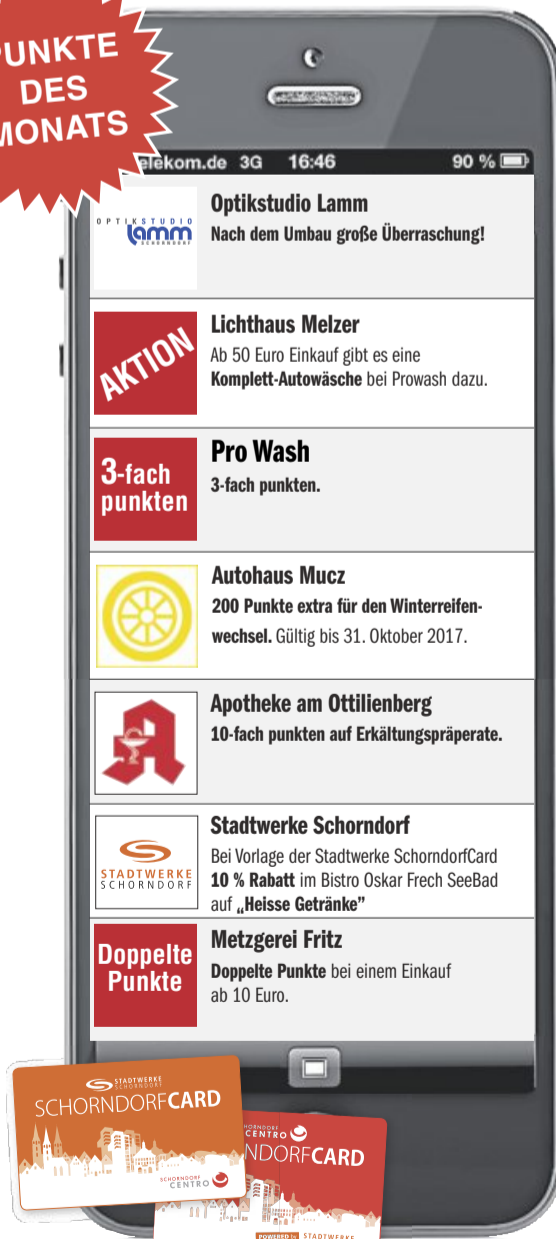 PUNKTE
DES
MONATS
elekom.de 3G 16:46 90 %
OPTIKSTUDIO
lamm
SCHORNDORF
Optikstudio Lamm
Nach dem Umbau große Überraschung!
AKTION
Lichthaus Melzer
Ab 50 Euro Einkauf gibt es eine
Komplett-Autowäsche bei Prowash dazu.
3-fach
punkten
Pro Wash
3-fach punkten.
Autohaus Mucz
200 Punkte extra für den Winterreifen-
wechsel. Gültig bis 31. Oktober 2017.
Apotheke am Ottilienberg
10-fach punkten auf Erkältungspräperate.
STADTWERKE
SCHORNDORF
Stadtwerke Schorndorf
Bei Vorlage der Stadtwerke SchorndorfCard
10 % Rabatt im Bistro Oskar Frech SeeBad
auf „Heisse Getränke”
Doppelte
Punkte
Metzgerei Fritz
Doppelte Punkte bei einem Einkauf
ab 10 Euro.
STADTWERKE
SCHORNDORF
SCHORNDORFCARD
SCHORNDORF
CENTRO
HORNDORF
CENTRO
NDORFCARD
POWERED by STADTWERKE